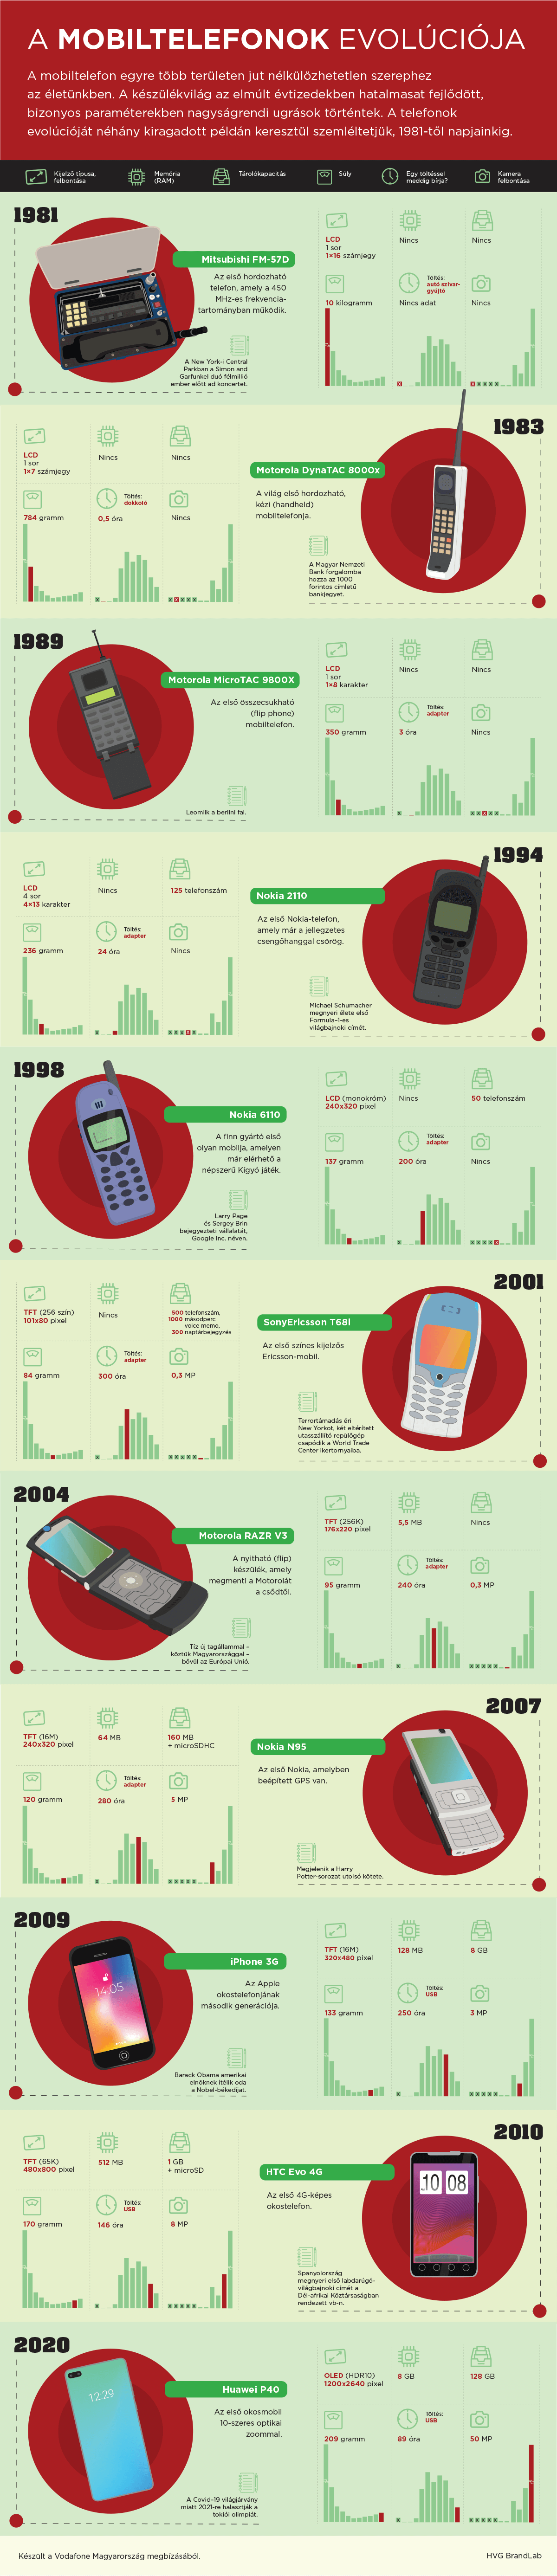 A MOBILTELEFONOK EVOLÚCIÓJA
A mobiltelefon egyre több területen jut nélkülözhetetlen szerephez
az életünkben. A készülékvilág az elmúlt évtizedekben hatalmasat fejlődött,
bizonyos paraméterekben nagyságrendi ugrások történtek. A telefonok
evolúcióját néhány kiragadott példán keresztül szemléltetjük, 1981-től napjainkig.
Kijelző típusa,
felbontása
Memória
(RAM)
Tárolókapacitás
Súly
Egy töltéssel
meddig bírja?
Kamera
felbontása
1981
Mitsubishi FM-57D
Az első hordozható
telefon, amely a 450
MHz-es frekvencia-
tartományban működik.
A New York-i Central
Parkban a Simon and
Garfunkel duó félmillió
ember előtt ad koncertet.
LCD
1 sor
1×16 számjegy
Nincs
Nincs
10 kilogramm
Töltés:
autó szivar-
gyújtó
Nincs adat
Nincs
1983
Motorola DynaTAC 8000x
A világ első hordozható,
kézi (handheld)
mobiltelefonja.
A Magyar Nemzeti
Bank forgalomba
hozza az 1000
forintos címletű
bankjegyet.
LCD
1 sor
1×7 számjegy
Nincs
Nincs
784 gramm
Töltés:
dokkoló
0,5 óra
Nincs
1989
Motorola MicroTAC 9800X
Az első összecsukható
(flip phone)
mobiltelefon.
Leomlik a berlini fal.
LCD
1 sor
1×8 karakter
Nincs
Nincs
350 gramm
Töltés:
adapter
3 óra
Nincs
1994
Nokia 2110
Az első Nokia-telefon,
amely már a jellegzetes
csengőhanggal csörög.
Michael Schumacher
megnyeri élete első
Formula-1-es
világbajnoki címét.
LCD
4 sor
4×13 karakter
Nincs
125 telefonszám
236 gramm
Töltés:
adapter
24 óra
Nincs
1998
Nokia 6110
A finn gyártó első
olyan mobilja, amelyen
már elérhető a
népszerű Kígyó játék.
Larry Page
és Sergey Brin
bejegyezteti vállalatát,
Google Inc. néven.
LCD (monokróm)
240x320 pixel
Nincs
50 telefonszám
137 gramm
Töltés:
adapter
200 óra
Nincs
2001
SonyEricsson T68i
Az első színes kijelzős
Ericsson-mobil.
Terrortámadás éri
New Yorkot, két eltérített
utasszállító repülőgép
csapódik a World Trade
Center ikertornyaiba.
TFT (256 szín)
101x80 pixel
Nincs
500 telefonszám,
1000 másodperc
voice memo,
300 naptárbejegyzés
84 gramm
Töltés:
adapter
300 óra
0,3 MP
2004
Motorola RAZR V3
A nyitható (flip)
készülék, amely
megmenti a Motorolát
a csődtől.
Tíz új tagállammal –
köztük Magyarországgal –
bővül az Európai Unió.
TFT (256K)
176x220 pixel
5,5 MB
Nincs
95 gramm
Töltés:
adapter
240 óra
0,3 MP
2007
Nokia N95
Az első Nokia, amelyben
beépített GPS van.
Megjelenik a Harry
Potter-sorozat utolsó kötete.
TFT (16M)
240x320 pixel
64 MB
160 MB
+ microSDHC
120 gramm
Töltés:
adapter
280 óra
5 MP
2009
iPhone 3G
Az Apple
okostelefonjának
második generációja.
Barack Obama amerikai
elnöknek ítélik oda
a Nobel-békedíjat.
14:05
TFT (16M)
320x480 pixel
128 MB
8 GB
133 gramm
Töltés:
USB
250 óra
3 MP
2010
HTC Evo 4G
Az első 4G-képes
okostelefon.
Spanyolország
megnyeri első labdarúgó-
világbajnoki címét a
Dél-afrikai Köztársaságban
rendezett vb-n.
10 08
TFT (65K)
480x800 pixel
512 MB
1 GB
+ microSD
170 gramm
Töltés:
USB
146 óra
8 MP
2020
Huawei P40
Az első okosmobil
10-szeres optikai
zoommal.
A Covid–19 világjárvány
miatt 2021-re halasztják a
tokiói olimpiát.
12:29
OLED (HDR10)
1200x2640 pixel
8 GB
128 GB
209 gramm
Töltés:
USB
89 óra
50 MP
Készült a Vodafone Magyarország megbízásából.
HVG BrandLab